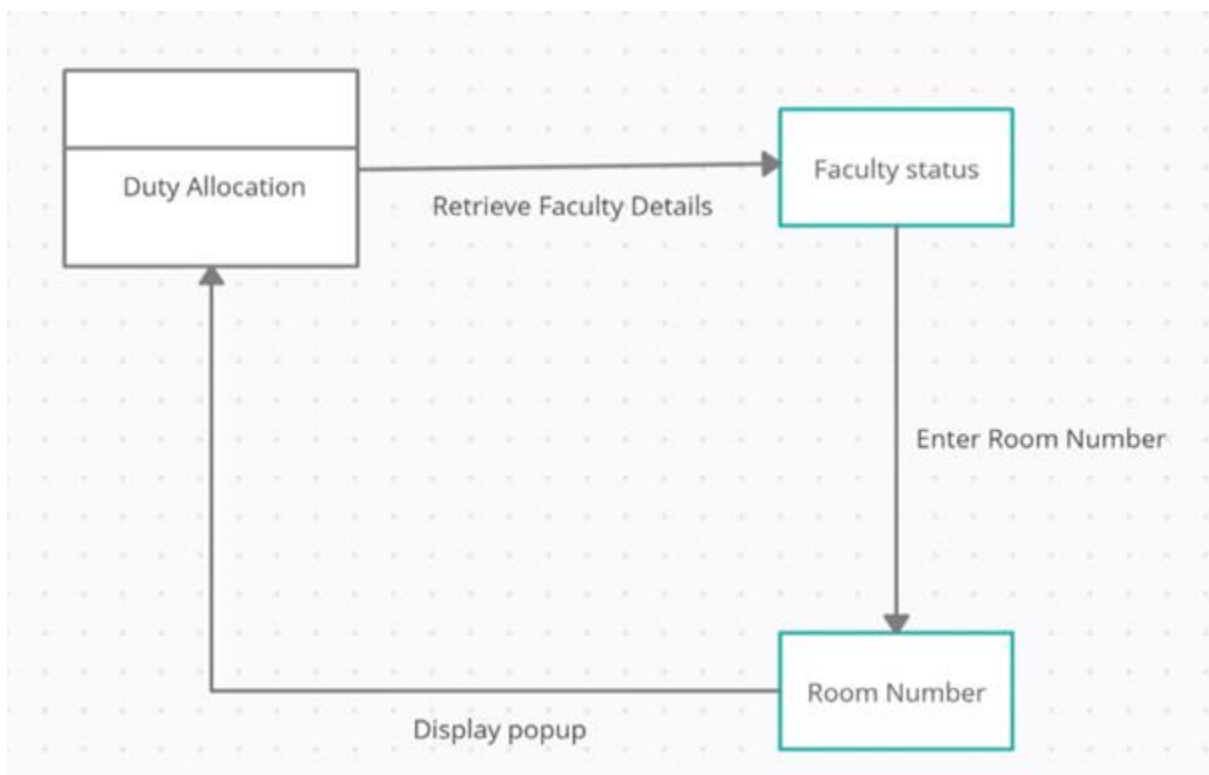 Duty Allocation
Faculty status
Retrieve Faculty Details
Enter Room Number
Room Number
Display popup